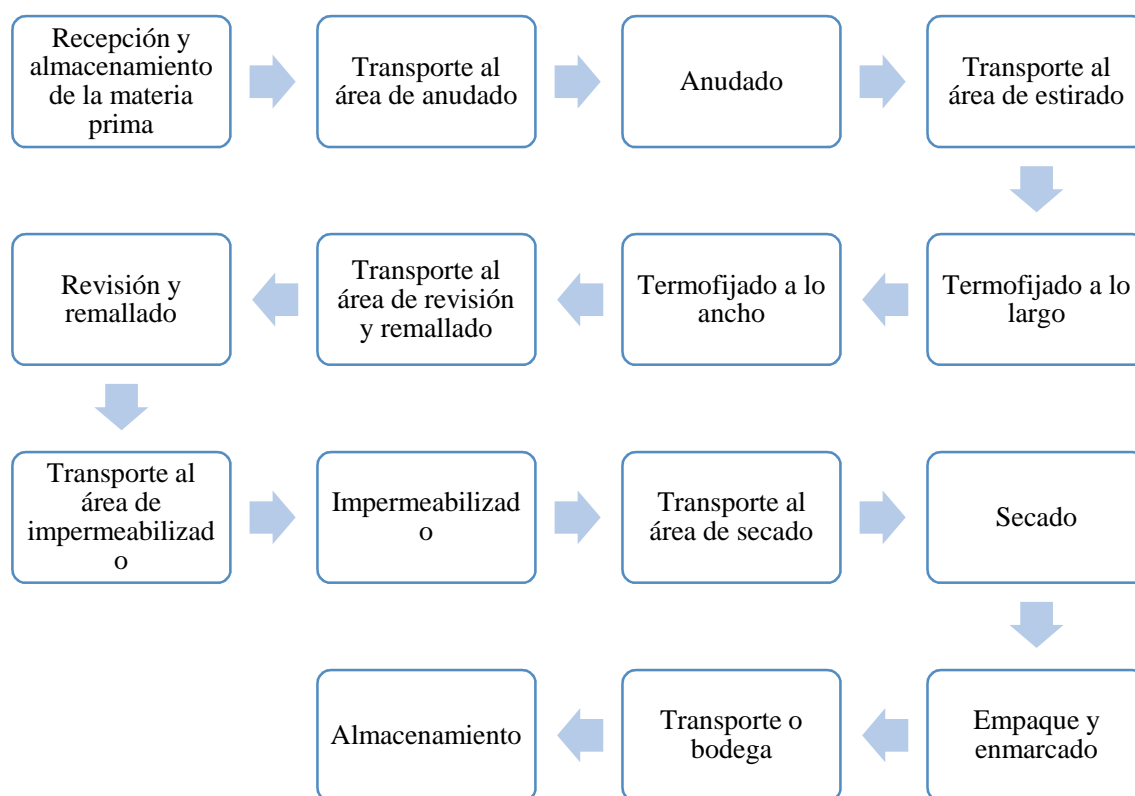 Recepción y
almacenamiento
de la materia
prima
Transporte al
área de anudado
Anudado
Transporte al
área de estirado
Termofijado a lo
largo
Termofijado a lo
ancho
Transporte al
área de revisión
y remallado
Revisión y
remallado
Transporte al
área de
impermeabilizad
o
Impermeabilizad
o
Transporte al
área de secado
Secado
Empaque y
enmarcado
Transporte o
bodega
Almacenamiento